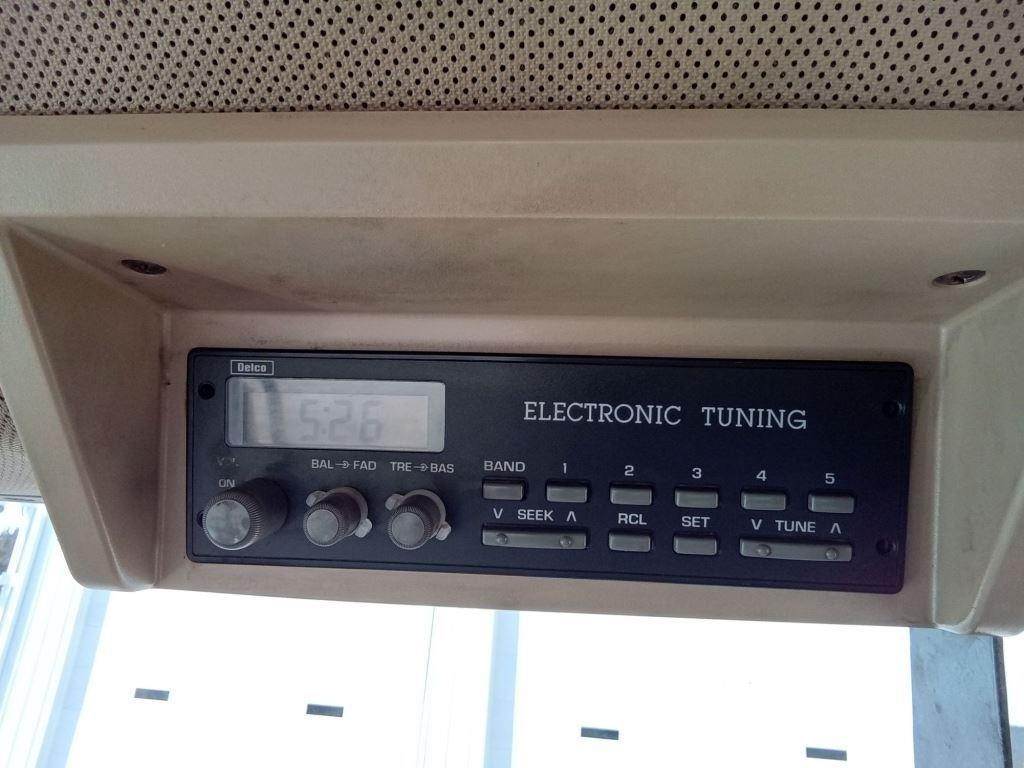 Delco
5:26
ELECTRONIC TUNING
VOL
ON
BAL FAD
TRE BAS
BAND 1 2 3 4 5
V SEEK Λ RCL SET V TUNE Λ